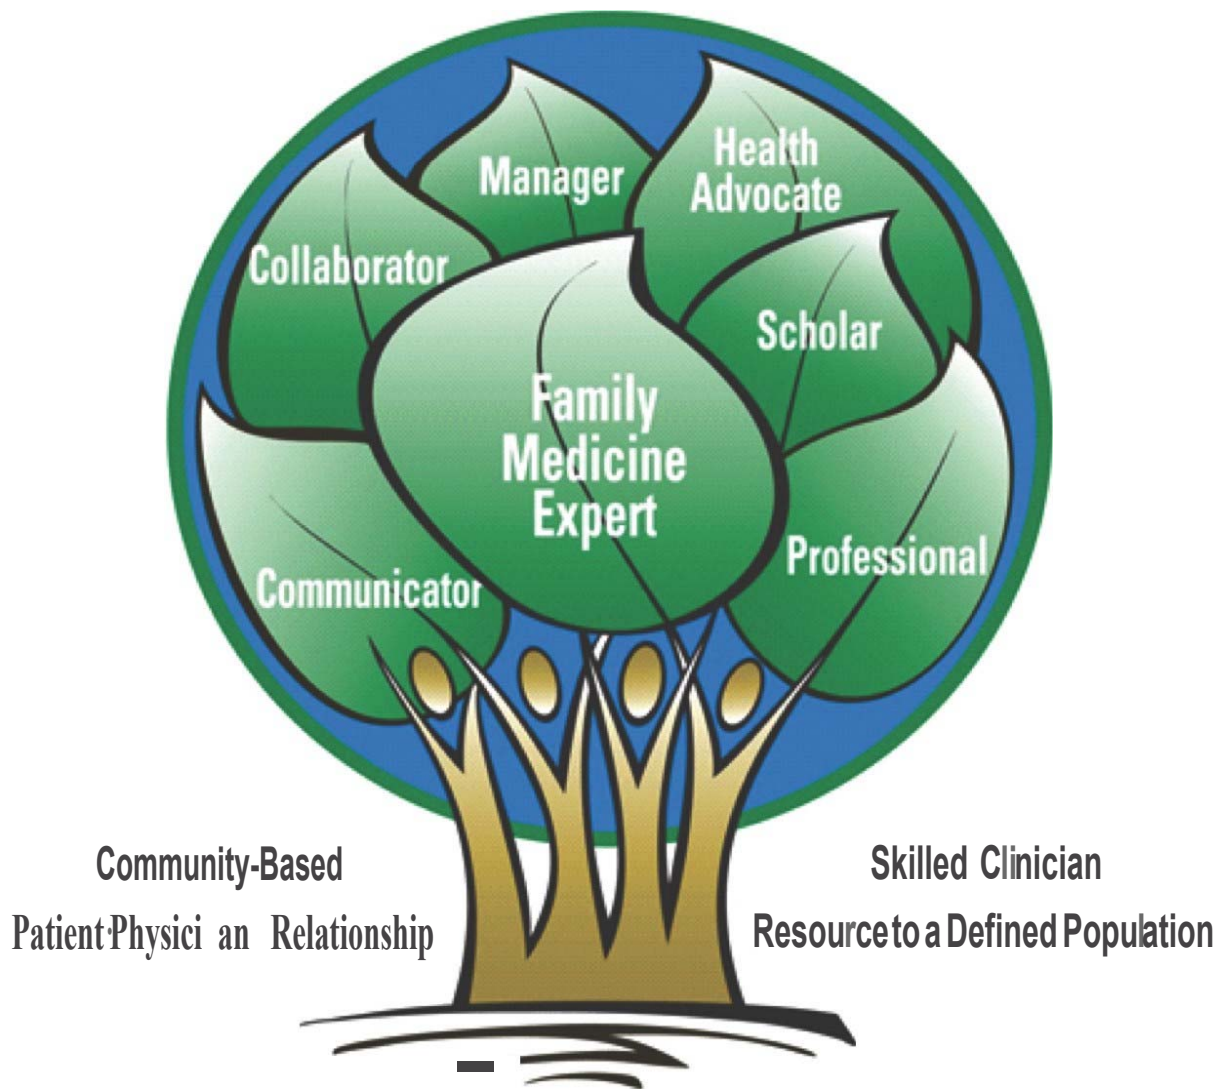 Manager
Health
Advocate
Collaborator
Scholar
Family
Medicine
Expert
Professional
Communicator
Community-Based
Skilled Clinician
Patient·Physici an Relationship
Resource to a Defined Population